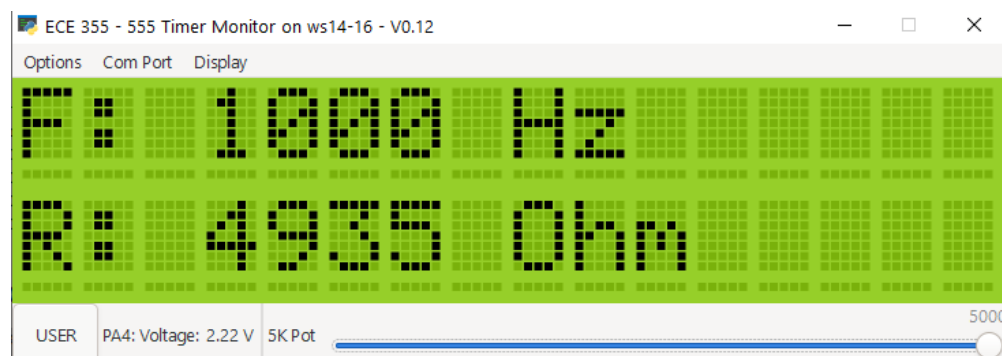 ECE 355 - 555 Timer Monitor on ws14-16 - V0.12
Options Com Port Display
F: 1000 Hz
R: 4935 Ohm
5000
USER PA4: Voltage: 2.22 V 5K Pot